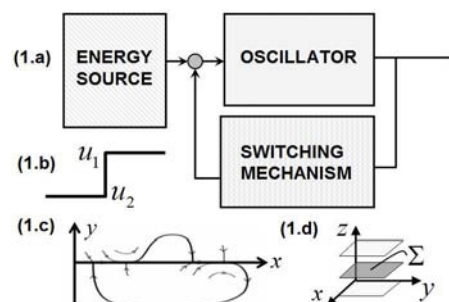 (1.a)
ENERGY
SOURCE
OSCILLATOR
SWITCHING
MECHANISM
(1.b)
u1
u2
(1.c)
y
x
(1.d)
z
Σ
y
x